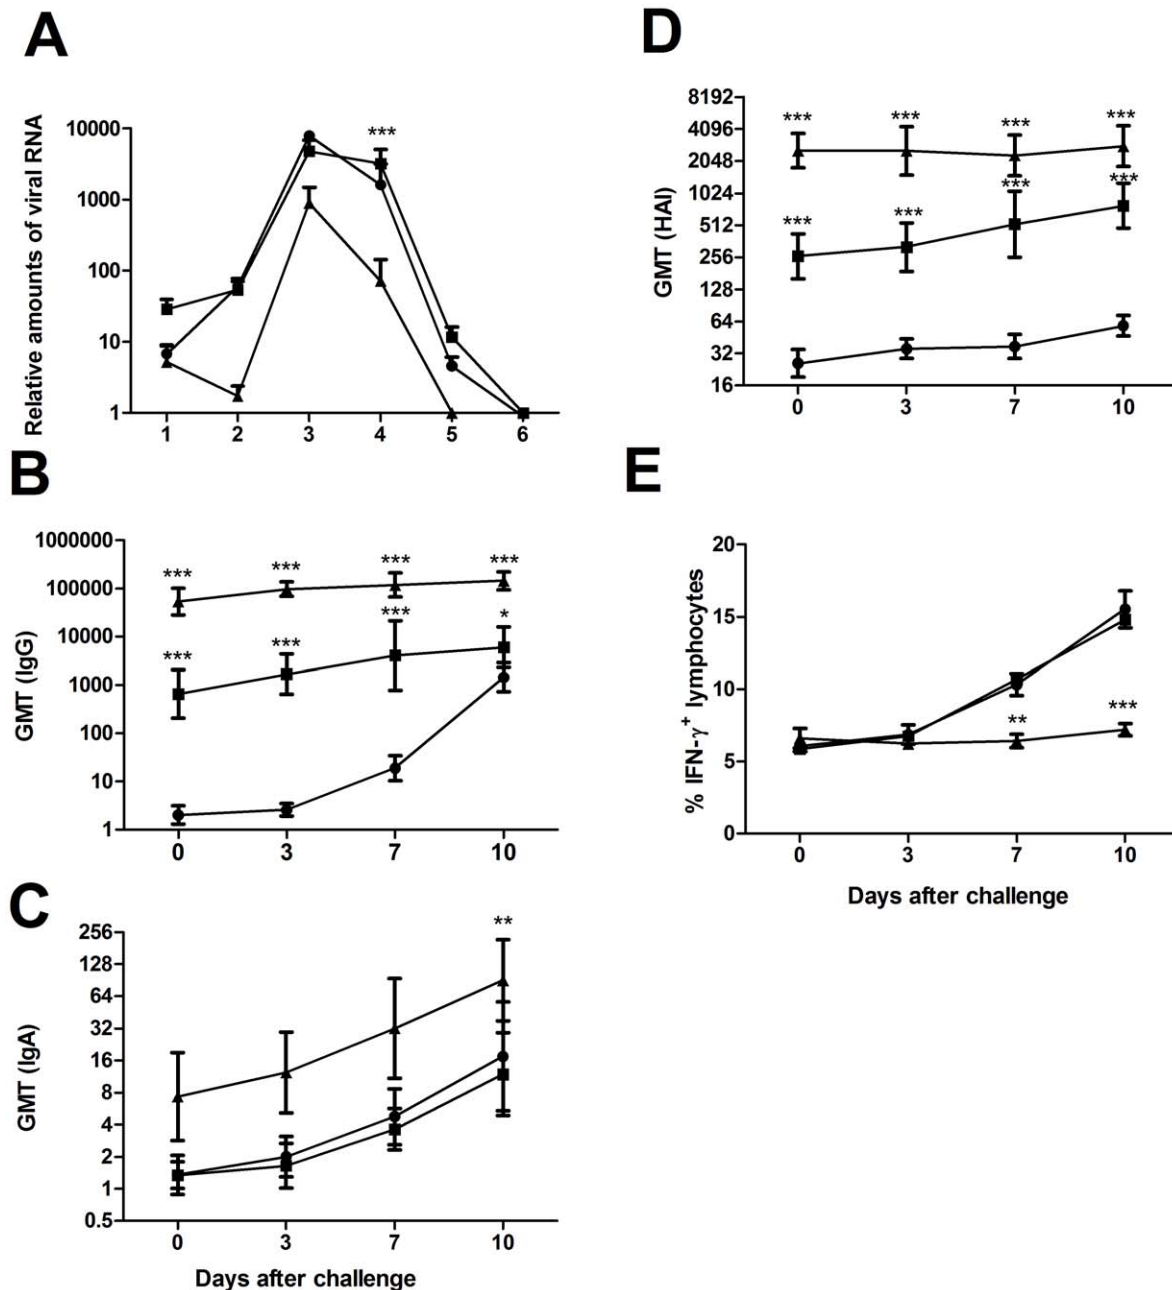 A
Relative amounts of viral RNA
10000
1000
100
10
1
***
1 2 3 4 5 6
B
GMT (IgG)
1000000
100000
10000
1000
100
10
1
*** *** *** ***
*** *** *** *
0 3 7 10
C
GMT (IgA)
256
128
64
32
16
8
4
2
1
0.5
**
0 3 7 10
Days after challenge
D
GMT (HAI)
8192
4096
2048
1024
512
256
128
64
32
16
*** *** *** ***
*** *** *** ***
0 3 7 10
E
% IFN-γ+ lymphocytes
20
15
10
5
0
** ***
0 3 7 10
Days after challenge